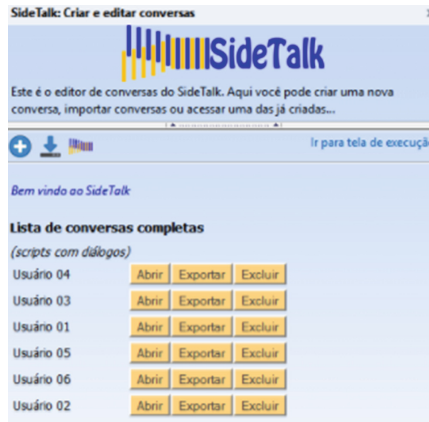 SideTalk: Criar e editar conversas
SideTalk
Este é o editor de conversas do SideTalk. Aqui você pode criar uma nova
conversa, importar conversas ou acessar uma das já criadas...
Ir para tela de execuçã
Bem vindo ao SideTalk
Lista de conversas completas
(scripts com diálogos)
Usuário 04 Abrir Exportar Excluir
Usuário 03 Abrir Exportar Excluir
Usuário 01 Abrir Exportar Excluir
Usuário 05 Abrir Exportar Excluir
Usuário 06 Abrir Exportar Excluir
Usuário 02 Abrir Exportar Excluir